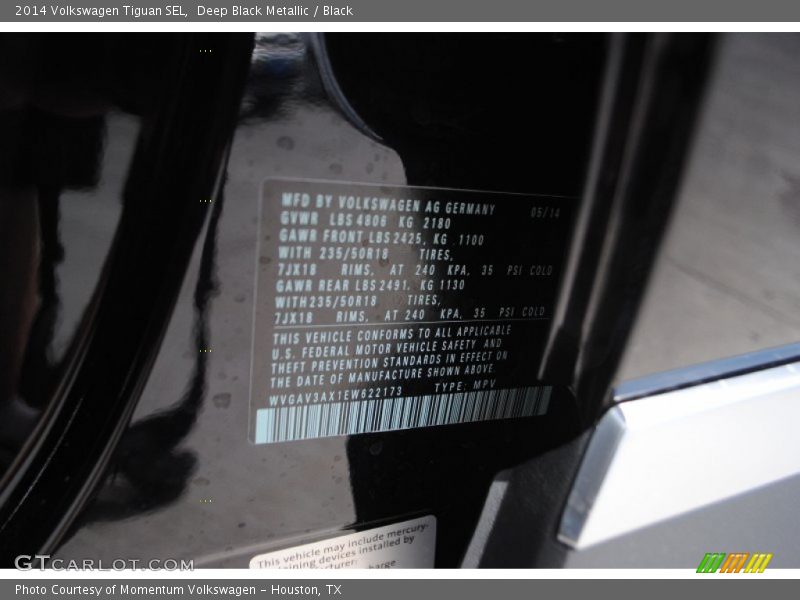 2014 Volkswagen Tiguan SEL, Deep Black Metallic / Black
MFD BY VOLKSWAGEN AG GERMANY 05/14
GVWR LBS 4806 KG 2180
GAWR FRONT LBS 2425, KG 1100
WITH 235/50R18 TIRES,
7JX18 RIMS, AT 240 KPA, 35 PSI COLD
GAWR REAR LBS 2491. KG 1130
WITH 235/50R18 TIRES,
7JX18 RIMS, AT 240 KPA, 35 PSI COLD
THIS VEHICLE CONFORMS TO ALL APPLICABLE
U.S. FEDERAL MOTOR VEHICLE SAFETY AND
THEFT PREVENTION STANDARDS IN EFFECT ON
THE DATE OF MANUFACTURE SHOWN ABOVE.
WVGAV3AX1EW622173 TYPE: MPV
This vehicle may include mercury-
devices installed by
GTCARLOT.COM
Photo Courtesy of Momentum Volkswagen – Houston, TX